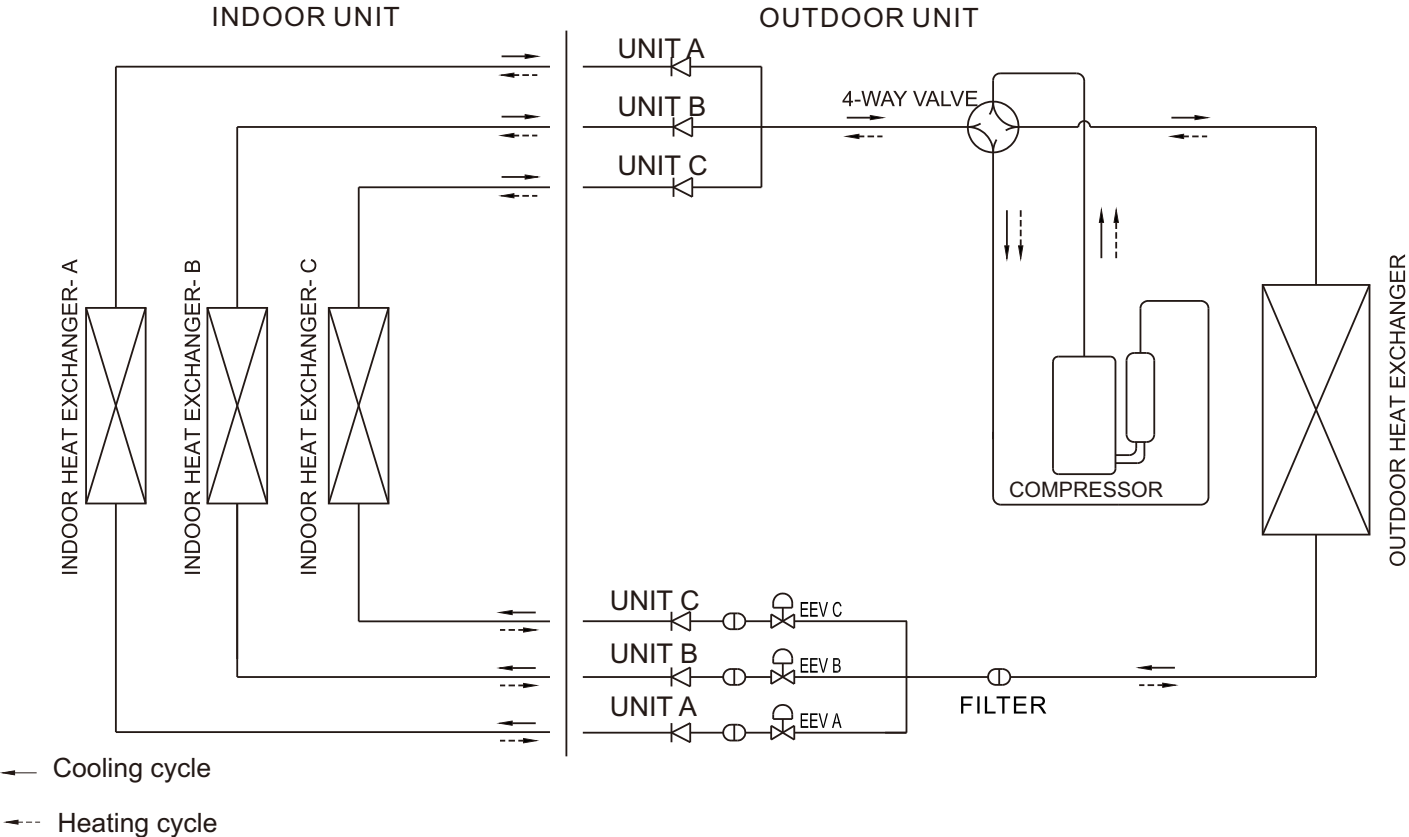 INDOOR UNIT
OUTDOOR UNIT
UNIT A
UNIT B
UNIT C
4-WAY VALVE
INDOOR HEAT EXCHANGER- A
INDOOR HEAT EXCHANGER- B
INDOOR HEAT EXCHANGER- C
OUTDOOR HEAT EXCHANGER
COMPRESSOR
UNIT C
EEV C
UNIT B
EEV B
UNIT A
EEV A
FILTER
Cooling cycle
Heating cycle